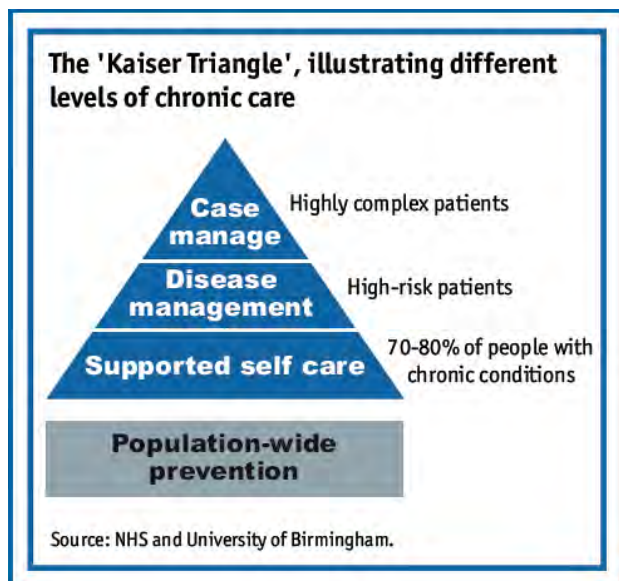 The 'Kaiser Triangle', illustrating different
levels of chronic care
Case
manage
Highly complex patients
Disease
management
High-risk patients
Supported self care
70-80% of people with
chronic conditions
Population-wide
prevention
Source: NHS and University of Birmingham.